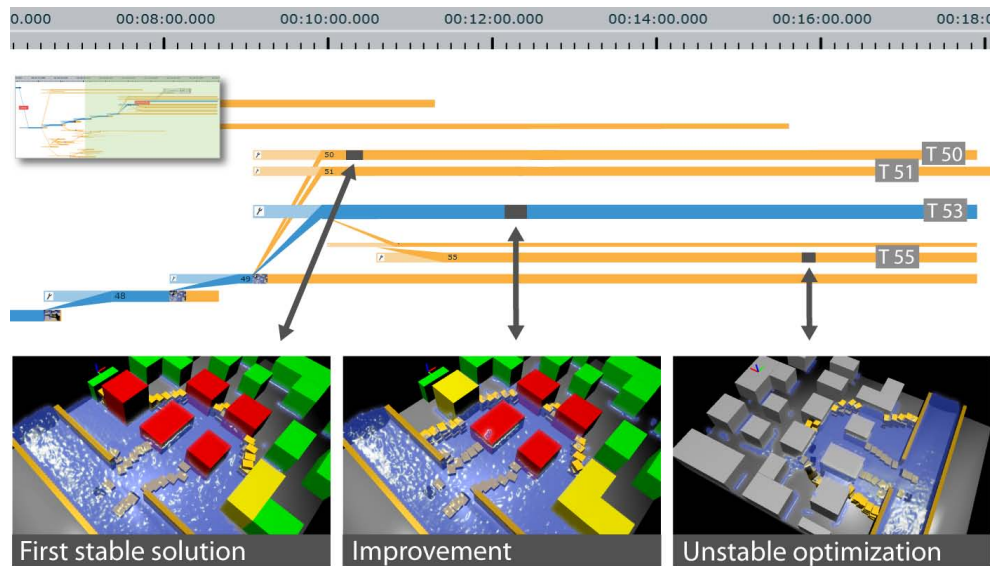 0.000 00:08:00.000 00:10:00.000 00:12:00.000 00:14:00.000 00:16:00.000 00:18:0
50 T 50
51 T 51
T 53
55 T 55
49
48
First stable solution Improvement Unstable optimization